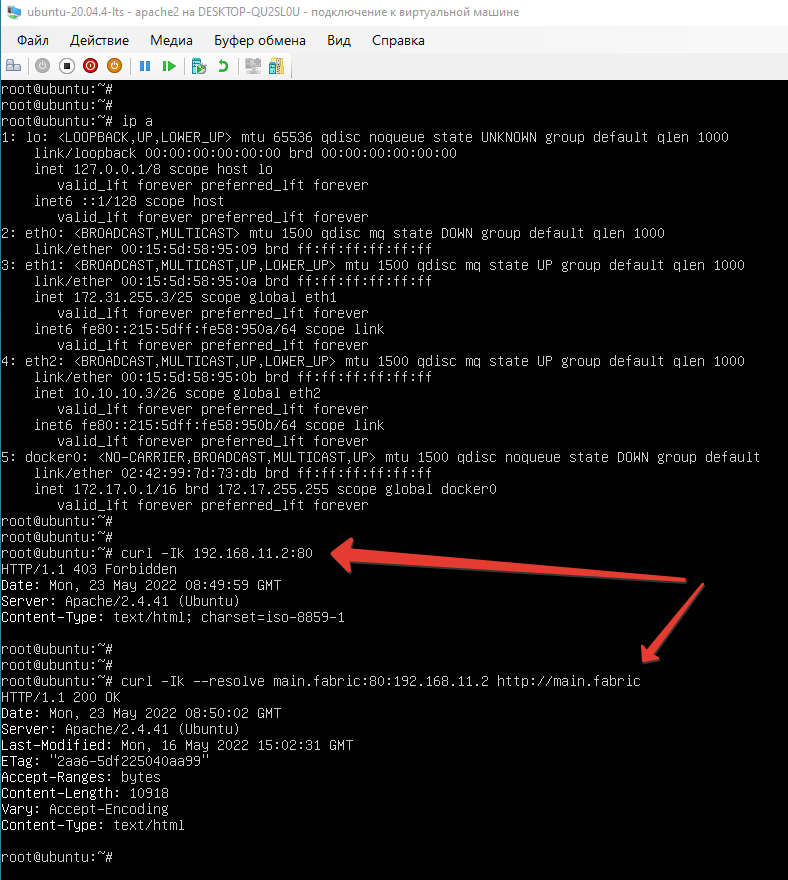 ubuntu-20.04.4-lts - apache2 на DESKTOP-QU2SL0U - подключение к виртуальной машине
Файл Действие Медиа Буфер обмена Вид Справка
root@ubuntu:~#
root@ubuntu:~#
root@ubuntu:~# ip a
1: lo: <LOOPBACK,UP,LOWER_UP> mtu 65536 qdisc noqueue state UNKNOWN group default qlen 1000
    link/loopback 00:00:00:00:00:00 brd 00:00:00:00:00:00
    inet 127.0.0.1/8 scope host lo
       valid_lft forever preferred_lft forever
    inet6 ::1/128 scope host
       valid_lft forever preferred_lft forever
2: eth0: <BROADCAST,MULTICAST> mtu 1500 qdisc mq state DOWN group default qlen 1000
    link/ether 00:15:5d:58:95:09 brd ff:ff:ff:ff:ff:ff
3: eth1: <BROADCAST,MULTICAST,UP,LOWER_UP> mtu 1500 qdisc mq state UP group default qlen 1000
    link/ether 00:15:5d:58:95:0a brd ff:ff:ff:ff:ff:ff
    inet 172.31.255.3/25 scope global eth1
       valid_lft forever preferred_lft forever
    inet6 fe80::215:5dff:fe58:950a/64 scope link
       valid_lft forever preferred_lft forever
4: eth2: <BROADCAST,MULTICAST,UP,LOWER_UP> mtu 1500 qdisc mq state UP group default qlen 1000
    link/ether 00:15:5d:58:95:0b brd ff:ff:ff:ff:ff:ff
    inet 10.10.10.3/26 scope global eth2
       valid_lft forever preferred_lft forever
    inet6 fe80::215:5dff:fe58:950b/64 scope link
       valid_lft forever preferred_lft forever
5: docker0: <NO-CARRIER,BROADCAST,MULTICAST,UP> mtu 1500 qdisc noqueue state DOWN group default
    link/ether 02:42:99:7d:73:db brd ff:ff:ff:ff:ff:ff
    inet 172.17.0.1/16 brd 172.17.255.255 scope global docker0
       valid_lft forever preferred_lft forever
root@ubuntu:~#
root@ubuntu:~#
root@ubuntu:~# curl -Ik 192.168.11.2:80
HTTP/1.1 403 Forbidden
Date: Mon, 23 May 2022 08:49:59 GMT
Server: Apache/2.4.41 (Ubuntu)
Content-Type: text/html; charset=iso-8859-1
root@ubuntu:~#
root@ubuntu:~#
root@ubuntu:~# curl -Ik --resolve main.fabric:80:192.168.11.2 http://main.fabric
HTTP/1.1 200 OK
Date: Mon, 23 May 2022 08:50:02 GMT
Server: Apache/2.4.41 (Ubuntu)
Last-Modified: Mon, 16 May 2022 15:02:31 GMT
ETag: "2aa6-5df225040aa99"
Accept-Ranges: bytes
Content-Length: 10918
Vary: Accept-Encoding
Content-Type: text/html
root@ubuntu:~#